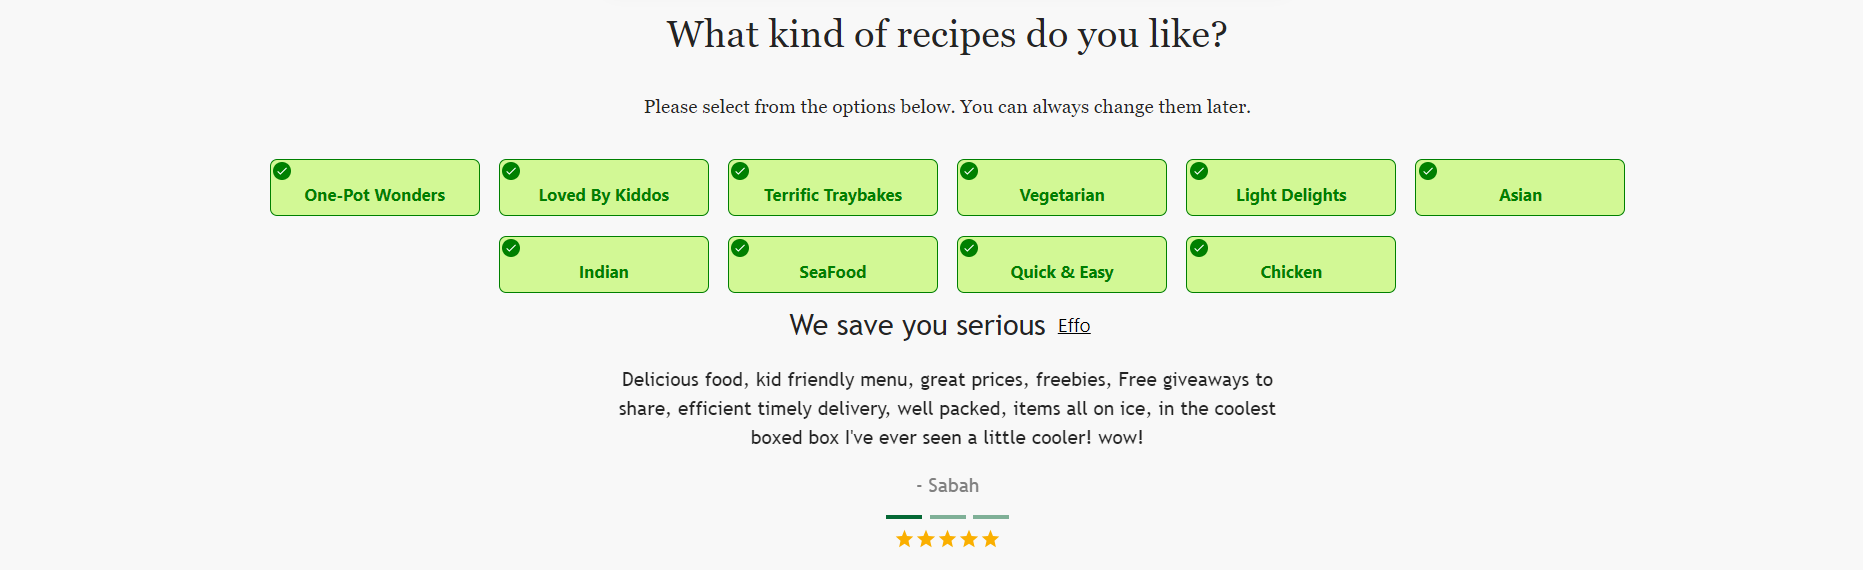 What kind of recipes do you like?
Please select from the options below. You can always change them later.
One-Pot Wonders
Loved By Kiddos
Terrific Traybakes
Vegetarian
Light Delights
Asian
Indian
SeaFood
Quick & Easy
Chicken
We save you serious Effo
Delicious food, kid friendly menu, great prices, freebies, Free giveaways to
share, efficient timely delivery, well packed, items all on ice, in the coolest
boxed box I've ever seen a little cooler! wow!
- Sabah